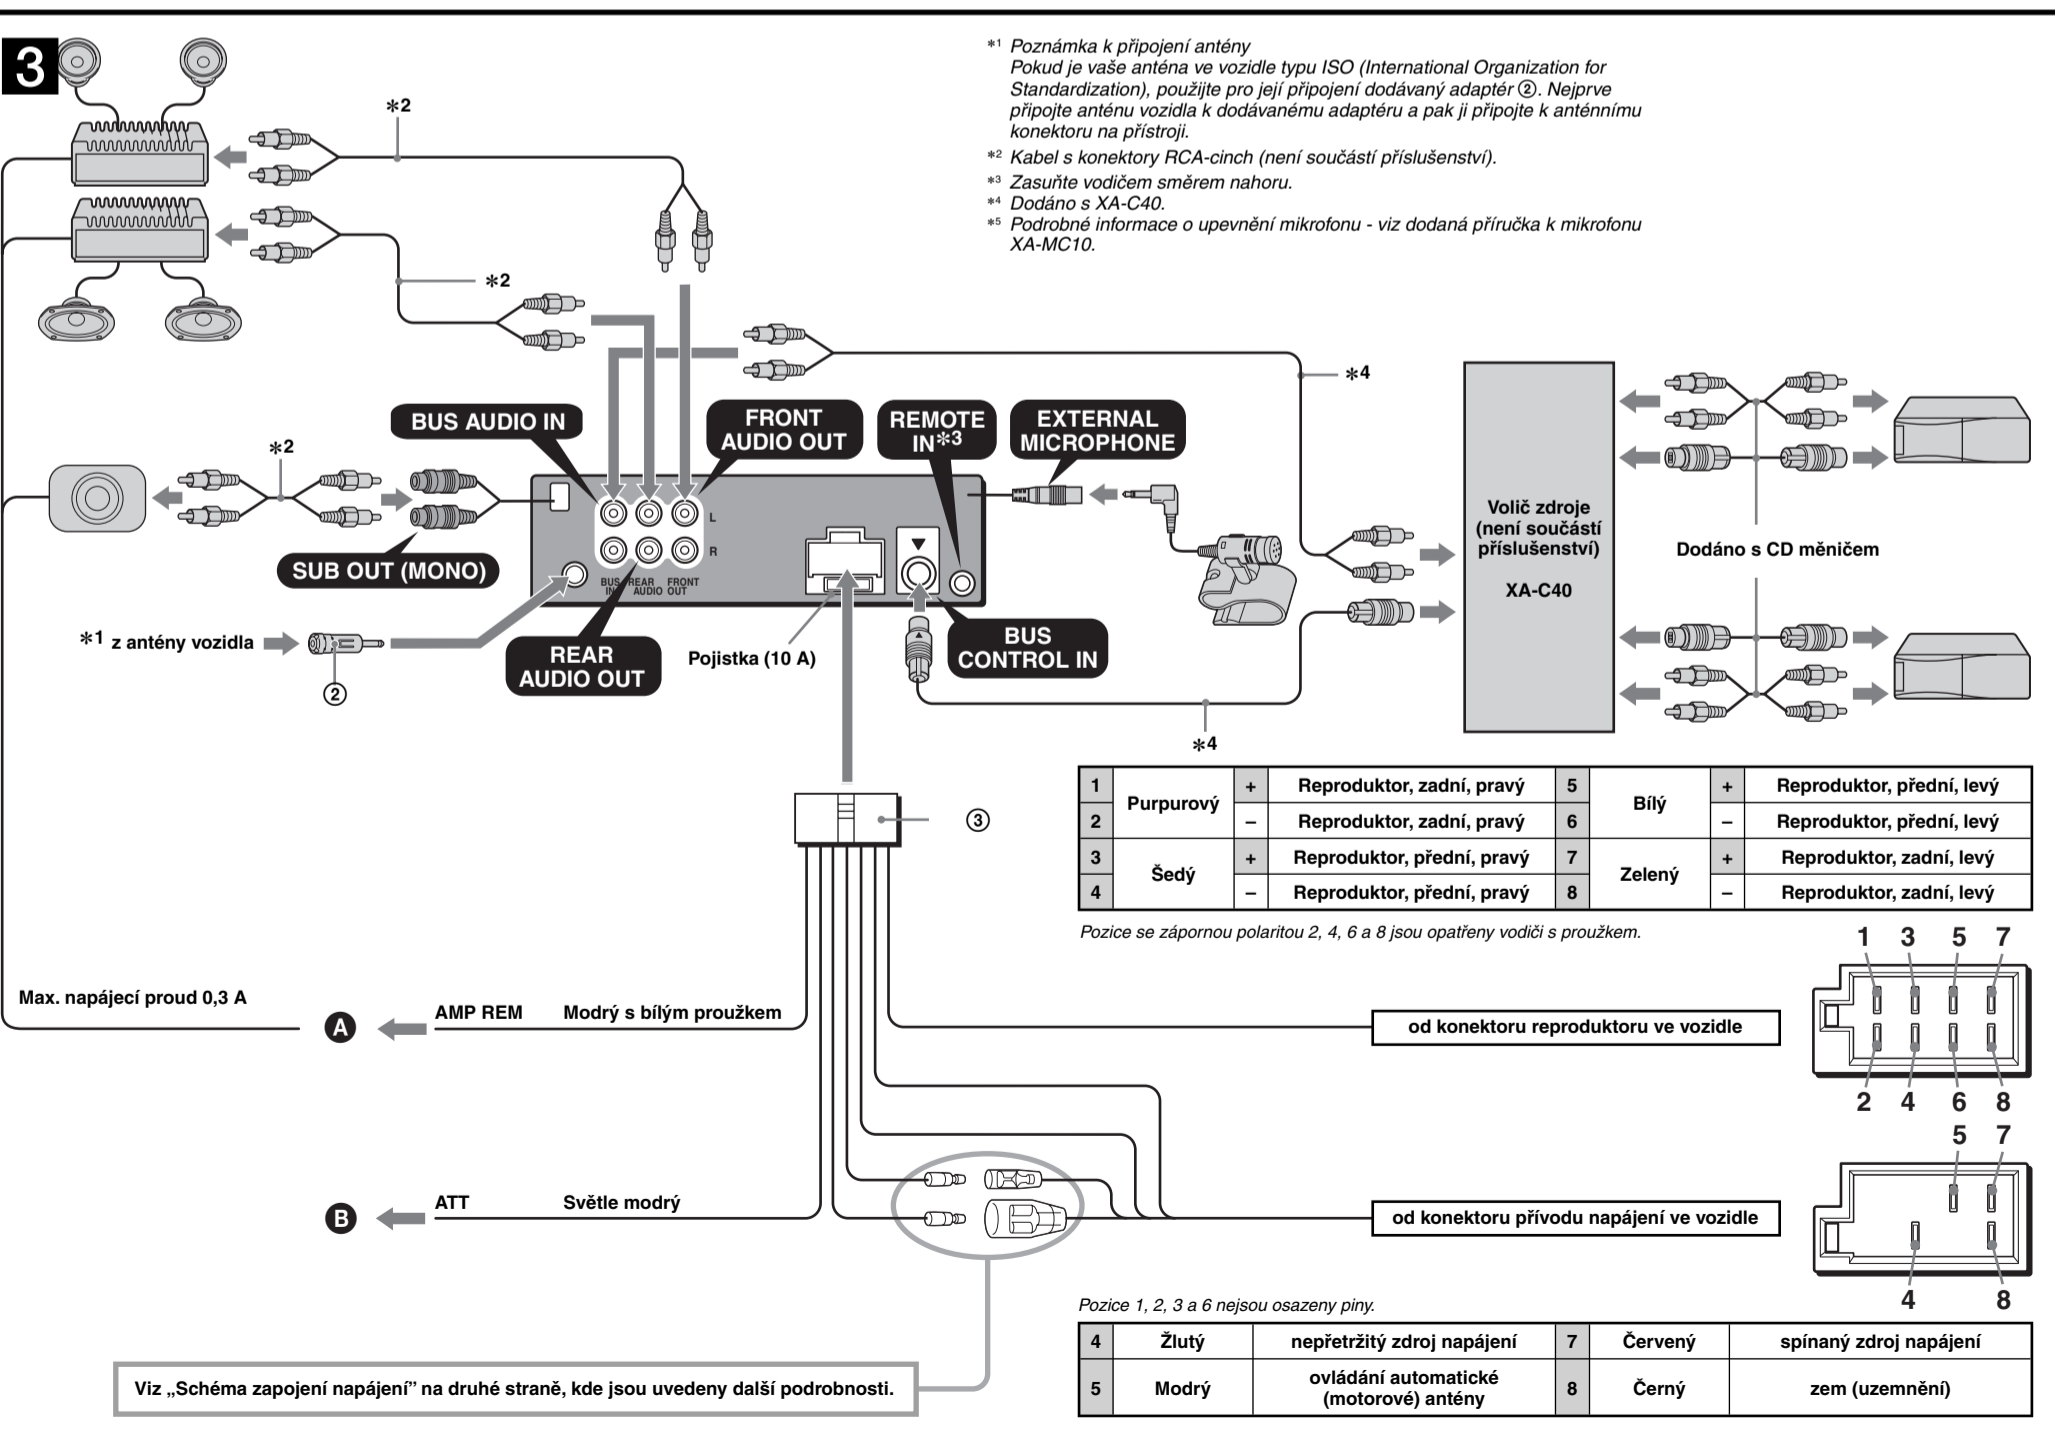 3
*1 Poznámka k připojení antény
Pokud je vaše anténa ve vozidle typu ISO (International Organization for
Standardization), použijte pro její připojení dodávaný adaptér ②. Nejprve
připojte anténu vozidla k dodávanému adaptéru a pak ji připojte k anténnímu
konektoru na přístroji.
*2 Kabel s konektory RCA-cinch (není součástí příslušenství).
*3 Zasuňte vodičem směrem nahoru.
*4 Dodáno s XA-C40.
*5 Podrobné informace o upevnění mikrofonu - viz dodaná příručka k mikrofonu
XA-MC10.
*2
*2
*4
BUS AUDIO IN
FRONT
AUDIO OUT
REMOTE
IN*3
EXTERNAL
MICROPHONE
*2
L
R
BUS REAR FRONT
IN AUDIO OUT
SUB OUT (MONO)
Volič zdroje
(není součástí
příslušenství)
XA-C40
Dodáno s CD měničem
*1 z antény vozidla
②
REAR
AUDIO OUT
Pojistka (10 A)
BUS
CONTROL IN
*4
③
1 Purpurový + Reproduktor, zadní, pravý 5 Bílý + Reproduktor, přední, levý
2 – Reproduktor, zadní, pravý 6 – Reproduktor, přední, levý
3 Šedý + Reproduktor, přední, pravý 7 Zelený + Reproduktor, zadní, levý
4 – Reproduktor, přední, pravý 8 – Reproduktor, zadní, levý
Pozice se zápornou polaritou 2, 4, 6 a 8 jsou opatřeny vodiči s proužkem.
1 3 5 7
Max. napájecí proud 0,3 A
A
AMP REM Modrý s bílým proužkem
od konektoru reproduktoru ve vozidle
2 4 6 8
5 7
B
ATT Světle modrý
od konektoru přívodu napájení ve vozidle
4 8
Pozice 1, 2, 3 a 6 nejsou osazeny piny.
4 Žlutý nepřetržitý zdroj napájení 7 Červený spínaný zdroj napájení
5 Modrý ovládání automatické
(motorové) antény 8 Černý zem (uzemnění)
Viz „Schéma zapojení napájení” na druhé straně, kde jsou uvedeny další podrobnosti.